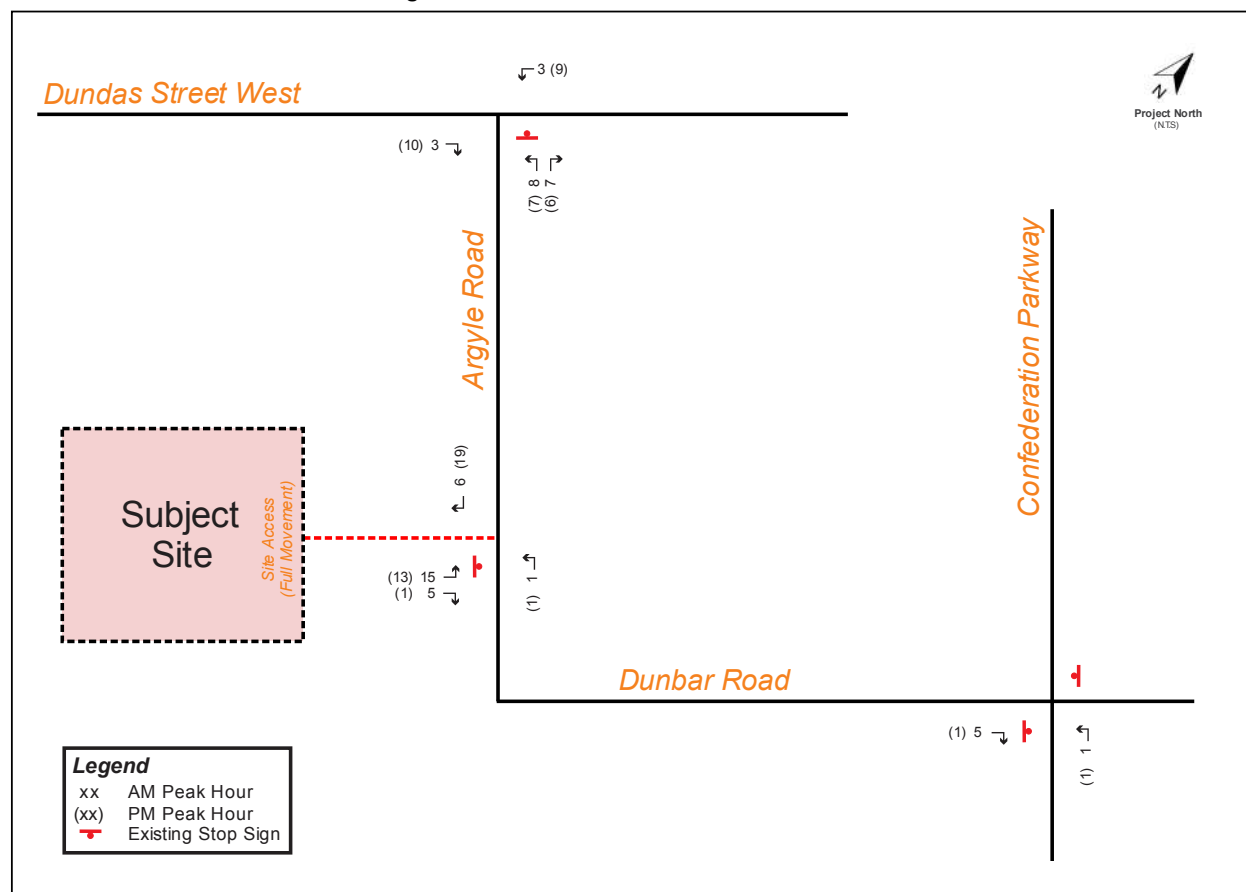 3 (9)
Dundas Street West
Project North
(N.T.S)
N
(10) 3
(7) 8
(6) 7
Argyle Road
Confederation Parkway
6 (19)
Subject
Site
Site Access
(Full Movement)
(13) 15
(1) 5
(1) 1
Dunbar Road
(1) 5
(1) 1
Legend
xx AM Peak Hour
(xx) PM Peak Hour
Existing Stop Sign